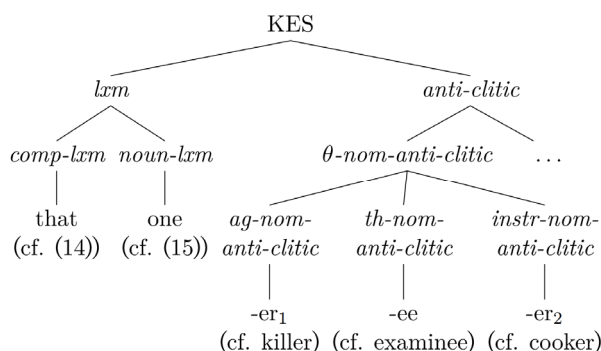 KES
lxm anti-clitic
comp-lxm noun-lxm θ-nom-anti-clitic ...
that one ag-nom- th-nom- instr-nom-
(cf. (14)) (cf. (15)) anti-clitic anti-clitic anti-clitic
-er₁ -ee -er₂
(cf. killer) (cf. examinee) (cf. cooker)